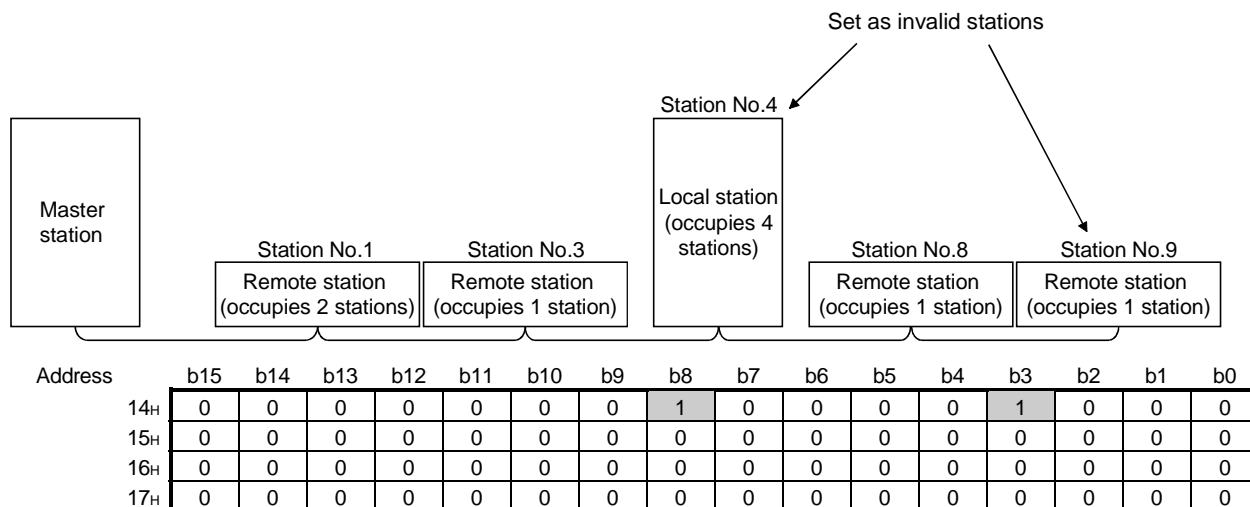 Set as invalid stations
Station No.4
Master
station
Local station
(occupies 4
stations)
Station No.1
Station No.3
Station No.8
Station No.9
Remote station
(occupies 2 stations)
Remote station
(occupies 1 station)
Remote station
(occupies 1 station)
Remote station
(occupies 1 station)
Address b15 b14 b13 b12 b11 b10 b9 b8 b7 b6 b5 b4 b3 b2 b1 b0
14H 0 0 0 0 0 0 0 1 0 0 0 0 1 0 0 0
15H 0 0 0 0 0 0 0 0 0 0 0 0 0 0 0 0
16H 0 0 0 0 0 0 0 0 0 0 0 0 0 0 0 0
17H 0 0 0 0 0 0 0 0 0 0 0 0 0 0 0 0